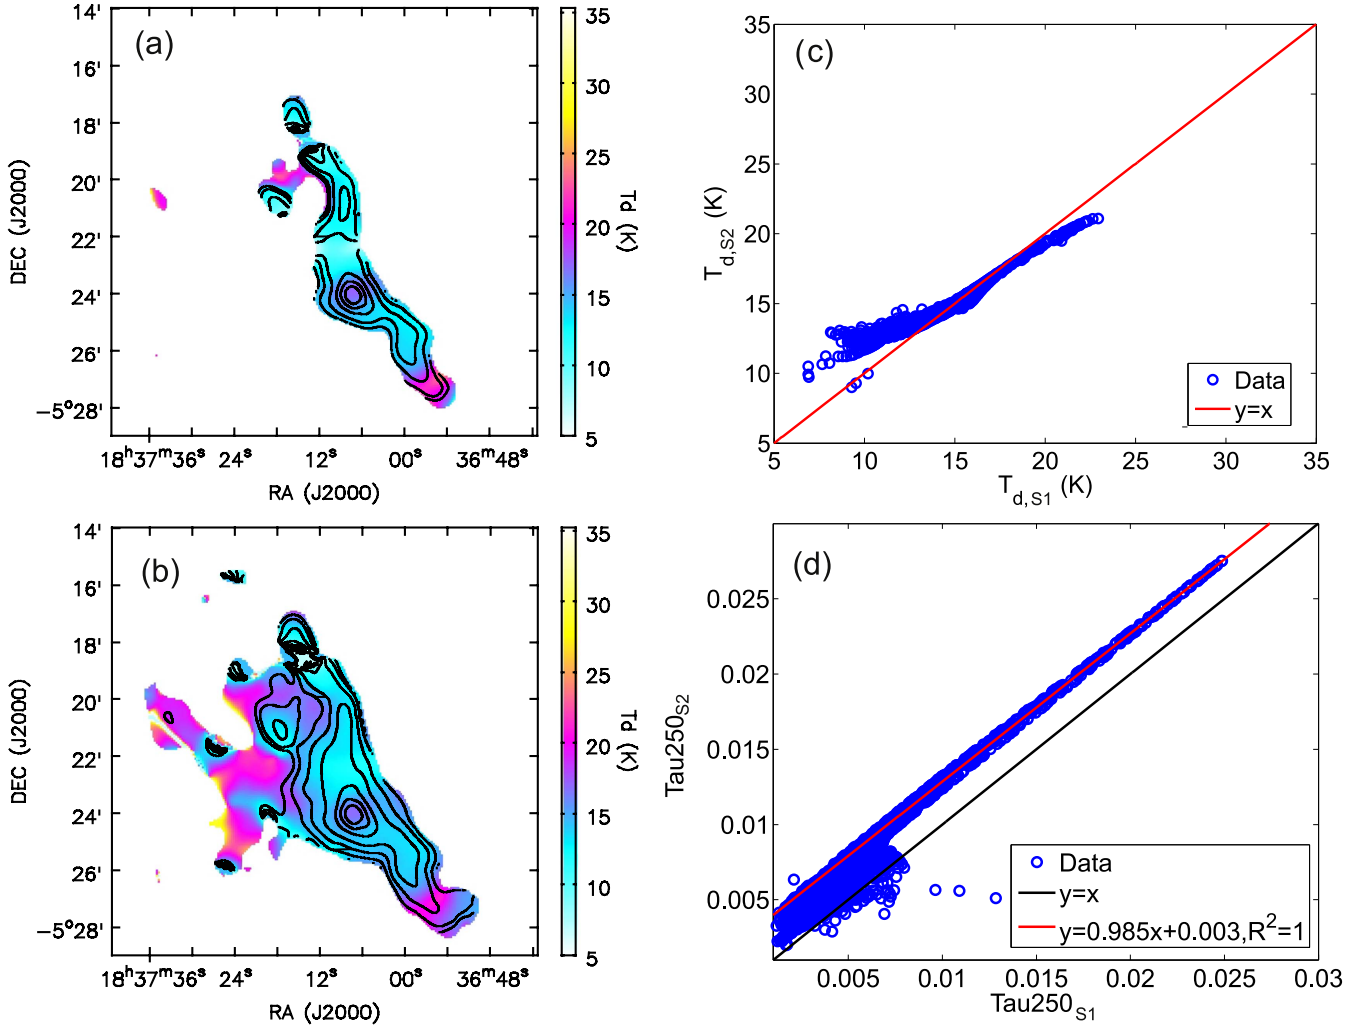 (a)
14'
16'
18'
20'
22'
24'
26'
−5°28'
DEC (J2000)
18ʰ37ᵐ36ˢ 24ˢ 12ˢ 00ˢ 36ᵐ48ˢ
RA (J2000)
35
30
25
20
15
10
5
Td (K)
(c)
35
30
25
20
15
10
5
T_d,S2 (K)
5 10 15 20 25 30 35
T_d,S1 (K)
Data
y=x
(b)
14'
16'
18'
20'
22'
24'
26'
−5°28'
DEC (J2000)
18ʰ37ᵐ36ˢ 24ˢ 12ˢ 00ˢ 36ᵐ48ˢ
RA (J2000)
35
30
25
20
15
10
5
Td (K)
(d)
0.025
0.02
0.015
0.01
0.005
Tau250_S2
0.005 0.01 0.015 0.02 0.025 0.03
Tau250_S1
Data
y=x
y=0.985x+0.003,R²=1